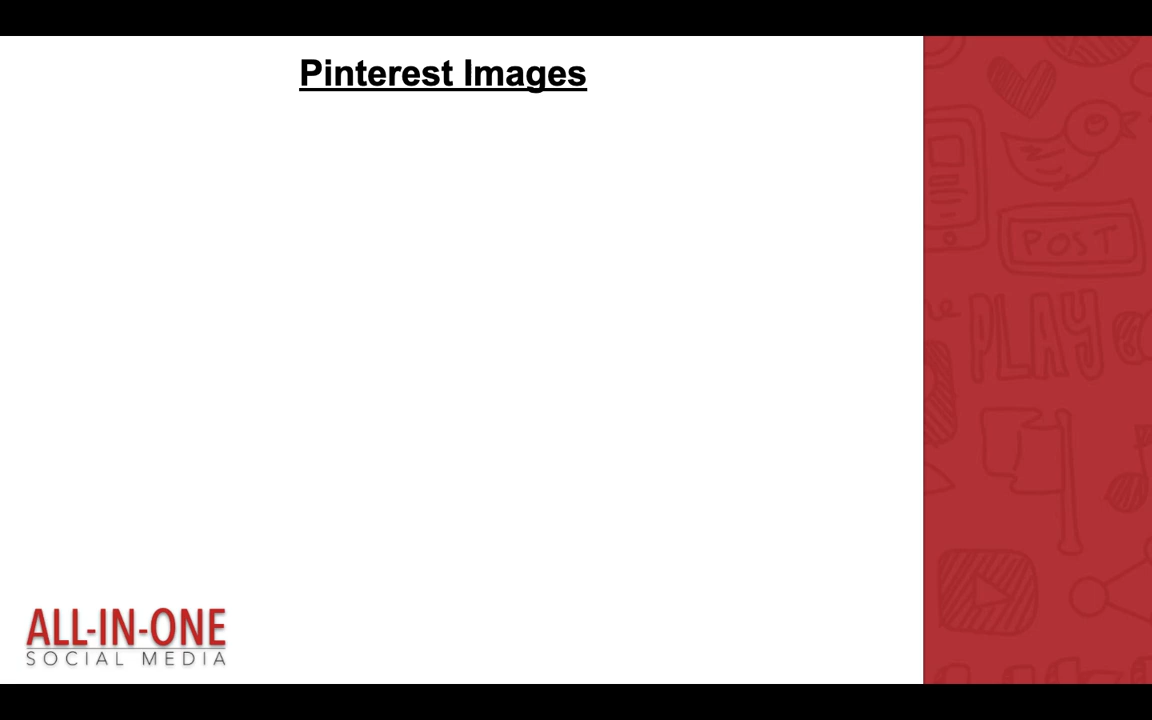 Pinterest Images
POST
PLAY
ALL-IN-ONE
SOCIAL MEDIA